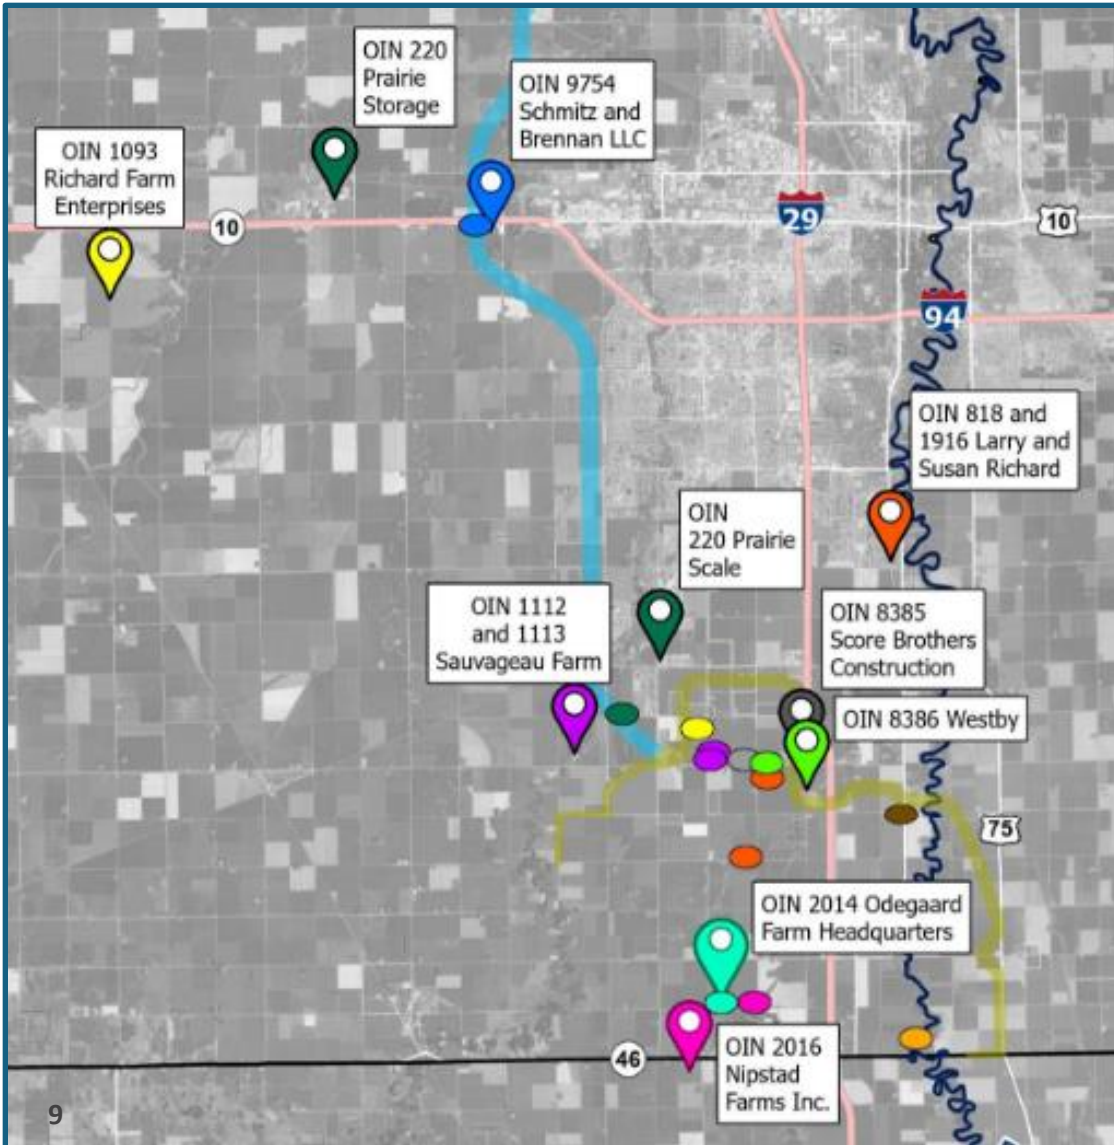 OIN 220
Prairie
Storage
OIN 9754
Schmitz and
Brennan LLC
OIN 1093
Richard Farm
Enterprises
10
29
10
94
OIN 818 and
1916 Larry and
Susan Richard
OIN
220 Prairie
Scale
OIN 1112
and 1113
Sauvageau Farm
OIN 8385
Score Brothers
Construction
OIN 8386 Westby
75
OIN 2014 Odegaard
Farm Headquarters
OIN 2016
Nipstad
Farms Inc.
46
9